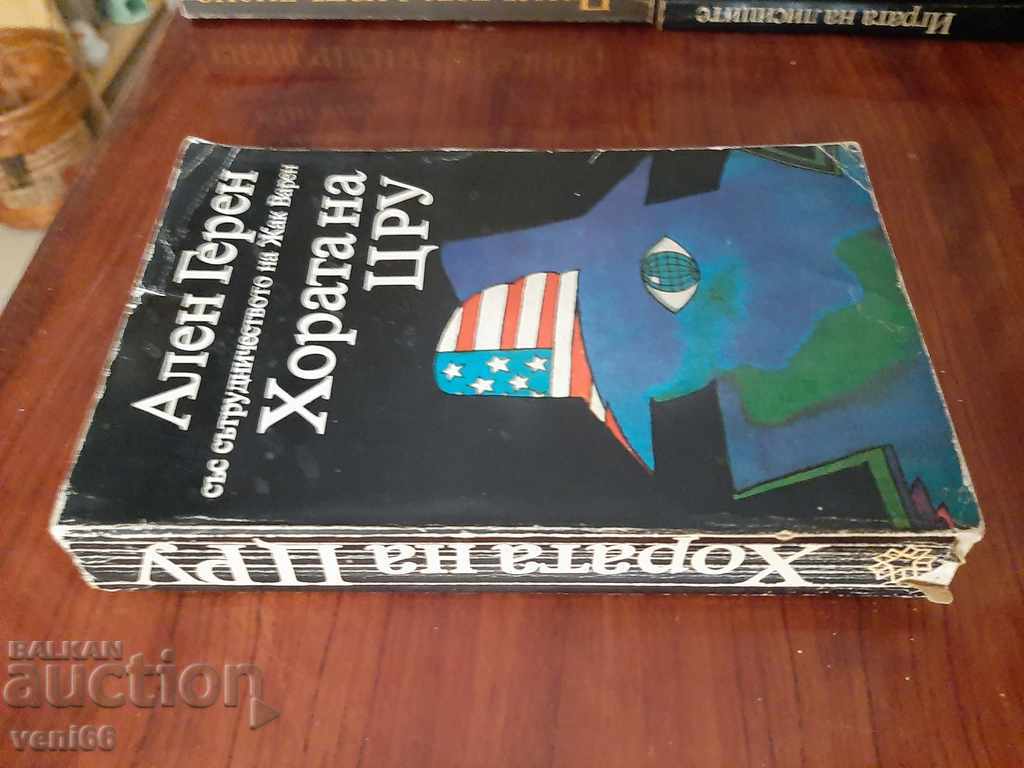 Играта на лисиците
Ален Герен
със сътрудничеството на Жак Варен
Хората на
ЦРУ
Хората на ЦРУ
BALKAN
auction
veni66